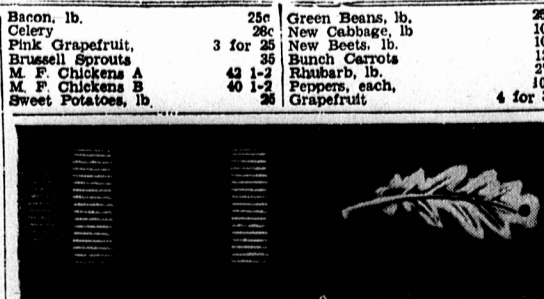 Bacon, lb. 25c
Celery 28c
Pink Grapefruit, 3 for 25
Brussell Sprouts 35
M. F. Chickens A 42 1-2
M. F. Chickens B 40 1-2
Sweet Potatoes, lb. 25
Green Beans, lb.
New Cabbage, lb
New Beets, lb.
Bunch Carrots
Rhubarb, lb.
Peppers, each,
Grapefruit 4 for